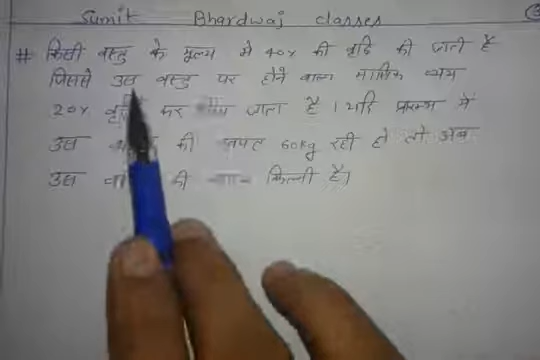 Sumit Bhardwaj classes
# किसी वस्तु के मूल्य मे 40% की वृद्धि की जाती है
जिससे उस वस्तु पर होने वाला मासिक व्यय
20% कर जाता है । यदि प्रारम्भ में
उस की खपत 60kg रही हो तो अब
उस की कितनी है।